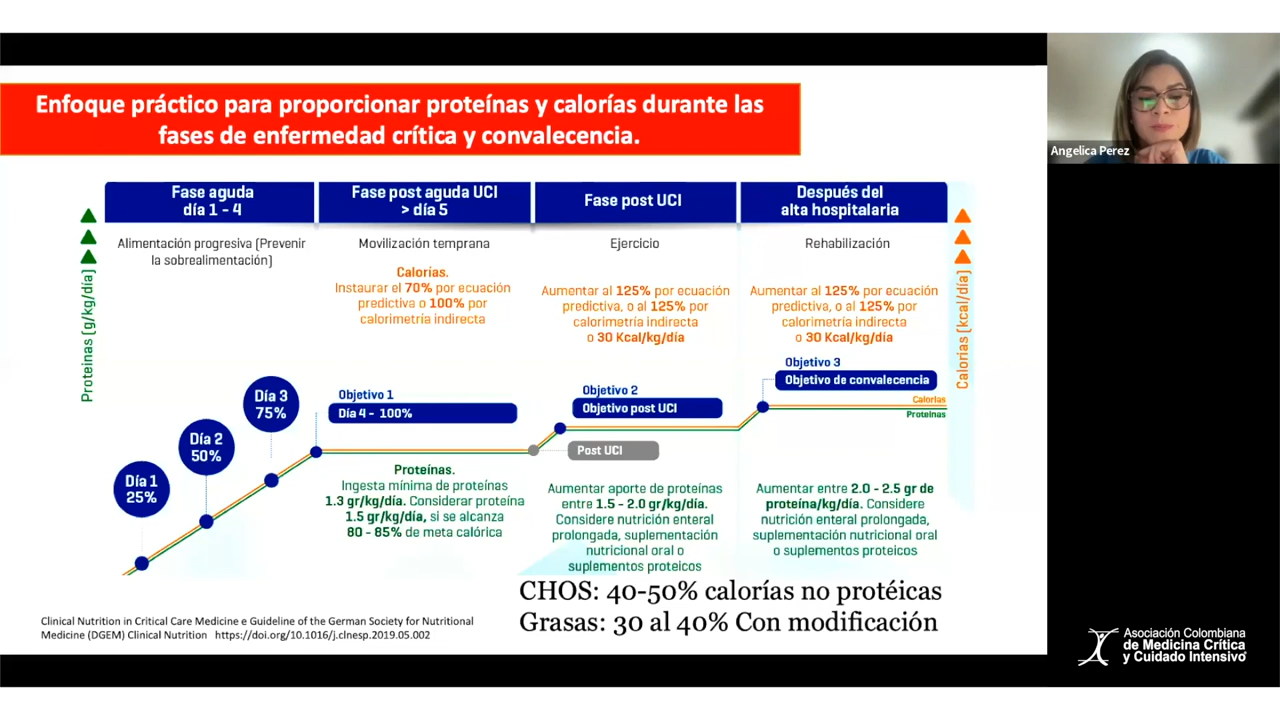 Enfoque práctico para proporcionar proteínas y calorías durante las
fases de enfermedad crítica y convalecencia.
Angelica Perez
Fase aguda
día 1 - 4
Fase post aguda UCI
> día 5
Fase post UCI
Después del
alta hospitalaria
Proteínas (g/kg/día)
Calorías (kcal/día)
Alimentación progresiva (Prevenir
la sobrealimentación)
Movilización temprana
Ejercicio
Rehabilización
Calorías.
Instaurar el 70% por ecuación
predictiva o 100% por
calorimetría indirecta
Aumentar al 125% por ecuación
predictiva, o al 125% por
calorimetría indirecta
o 30 Kcal/kg/día
Aumentar al 125% por ecuación
predictiva, o al 125% por
calorimetría indirecta
o 30 Kcal/kg/día
Día 1
25%
Día 2
50%
Día 3
75%
Objetivo 1
Día 4 - 100%
Objetivo 2
Objetivo post UCI
Post UCI
Objetivo 3
Objetivo de convalecencia
Calorías
Proteínas
Proteínas.
Ingesta mínima de proteínas
1.3 gr/kg/día. Considerar proteína
1.5 gr/kg/día, si se alcanza
80 - 85% de meta calórica
Aumentar aporte de proteínas
entre 1.5 - 2.0 gr/kg/día.
Considere nutrición enteral
prolongada, suplementación
nutricional oral o
suplementos proteicos
Aumentar entre 2.0 - 2.5 gr de
proteína/kg/día. Considere
nutrición enteral prolongada,
suplementación nutricional oral
o suplementos proteicos
CHOS: 40-50% calorías no protéicas
Grasas: 30 al 40% Con modificación
Clinical Nutrition in Critical Care Medicine e Guideline of the German Society for Nutritional
Medicine (DGEM) Clinical Nutrition https://doi.org/10.1016/j.clnesp.2019.05.002
Asociación Colombiana
de Medicina Crítica
y Cuidado Intensivo